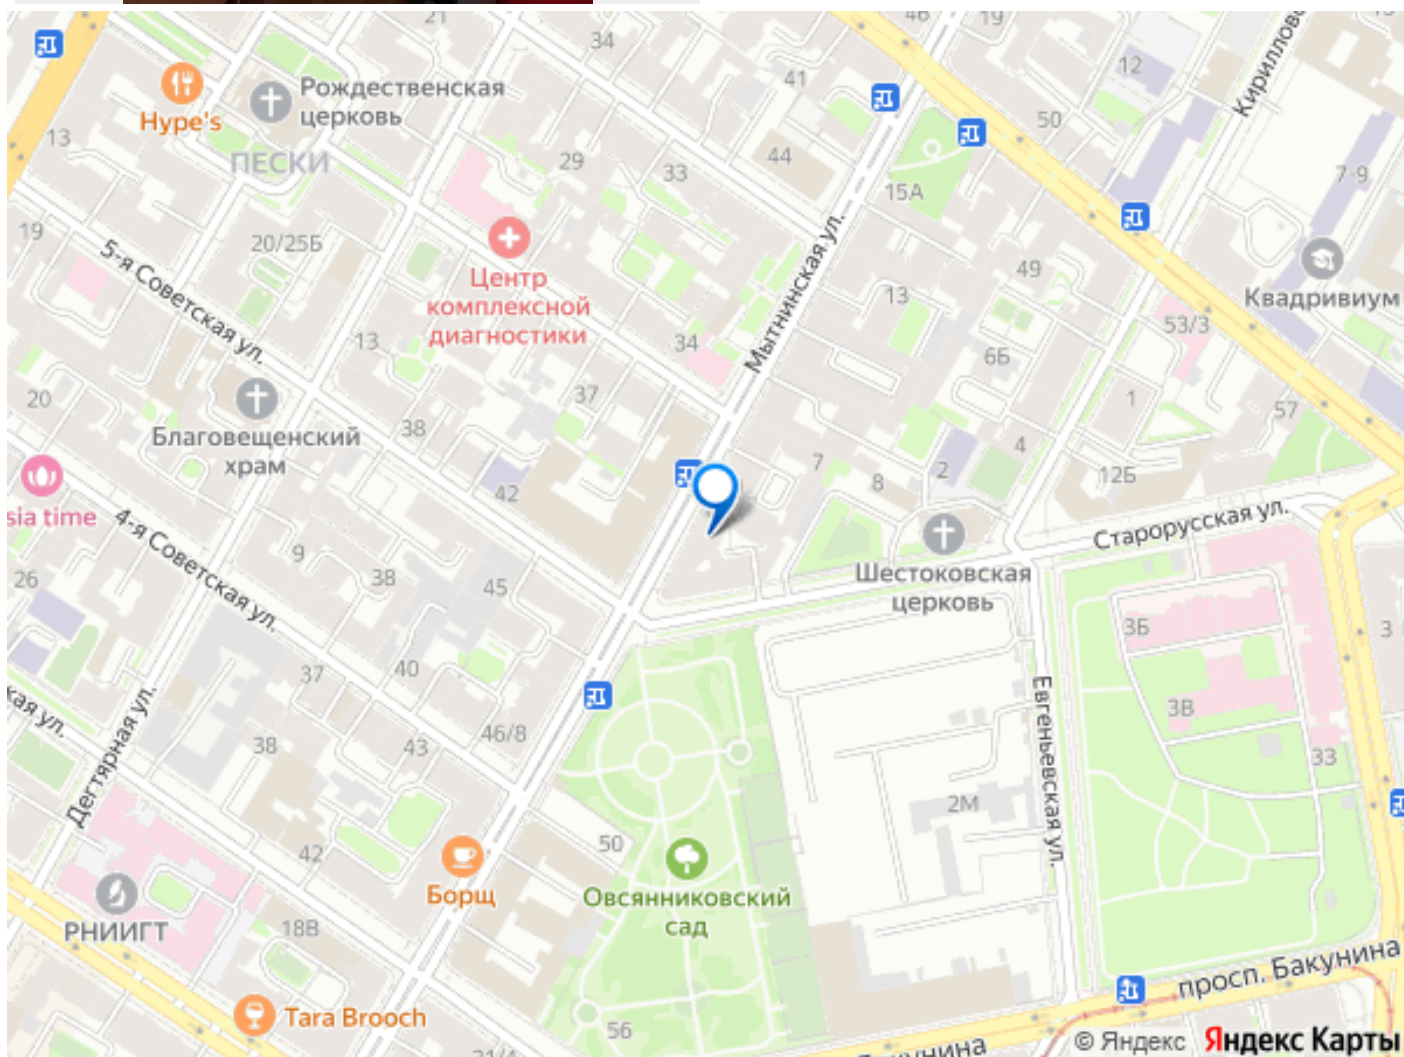 21
34
46
19
12
Кирилловс
41
Hype's
Рождественская
церковь
13
ПЕСКИ
50
44
29
33
15А
7-9
19
20/25Б
5-я Советская ул.
Центр
комплексной
диагностики
Мытнинская ул.
49
Квадривиум
13
53/3
13
34
6Б
37
1
57
20
38
Благовещенский
храм
7
4
42
8
2
12Б
sia time
4-я Советская ул.
Старорусская ул.
9
38
45
Шестоковская
церковь
26
3Б
3
37
40
кая ул.
Дегтярная ул.
Евгеньевская ул.
3В
46/8
38
43
33
2М
42
50
Борщ
Овсянниковский
сад
РНИИГТ
18В
просп. Бакунина
Tara Brooch
56
Бакунина
© Яндекс Яндекс Карты